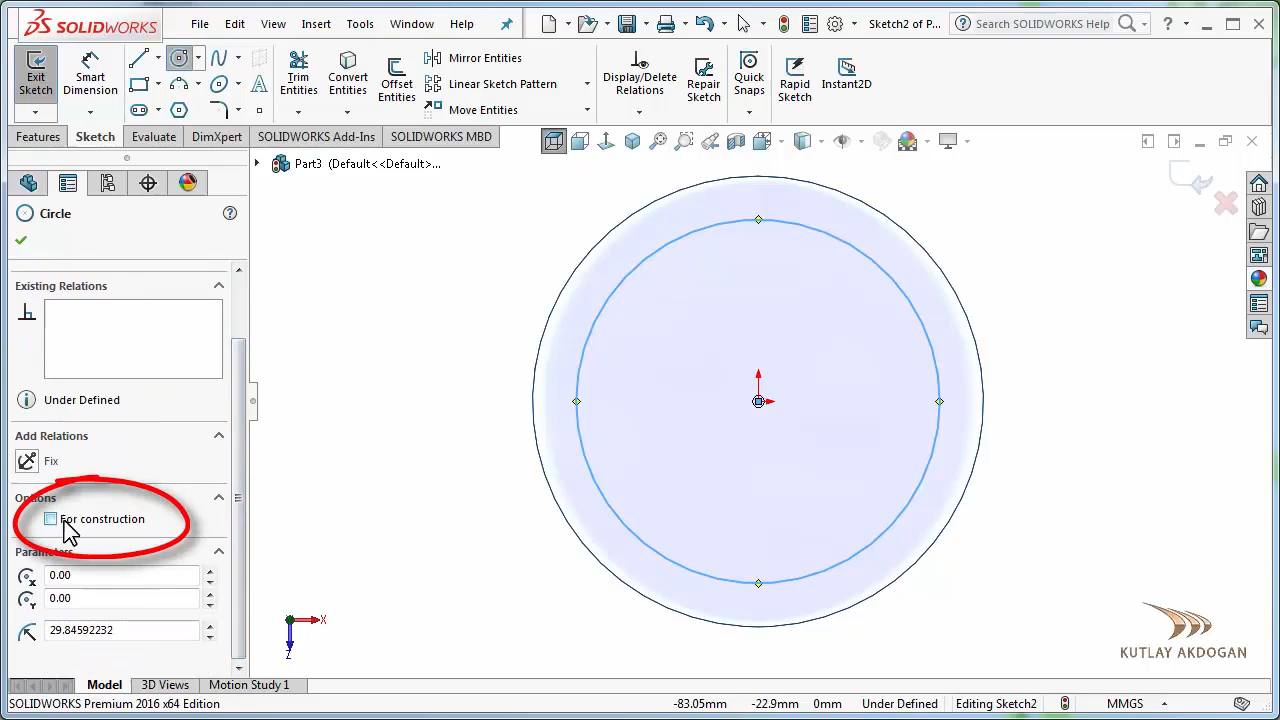 SOLIDWORKS File Edit View Insert Tools Window Help Sketch2 of P... Search SOLIDWORKS Help ?
Exit Sketch
Smart Dimension
Trim Entities
Convert Entities
Offset Entities
Mirror Entities
Linear Sketch Pattern
Move Entities
Display/Delete Relations
Repair Sketch
Quick Snaps
Rapid Sketch
Instant2D
Features Sketch Evaluate DimXpert SOLIDWORKS Add-Ins SOLIDWORKS MBD
Part3 (Default<<Default>...
Circle ?
Existing Relations
Under Defined
Add Relations
Fix
Options
For construction
Parameters
0.00
0.00
29.84592232
X
Z
KUTLAY AKDOGAN
Model 3D Views Motion Study 1
SOLIDWORKS Premium 2016 x64 Edition -83.05mm -22.9mm 0mm Under Defined Editing Sketch2 MMGS